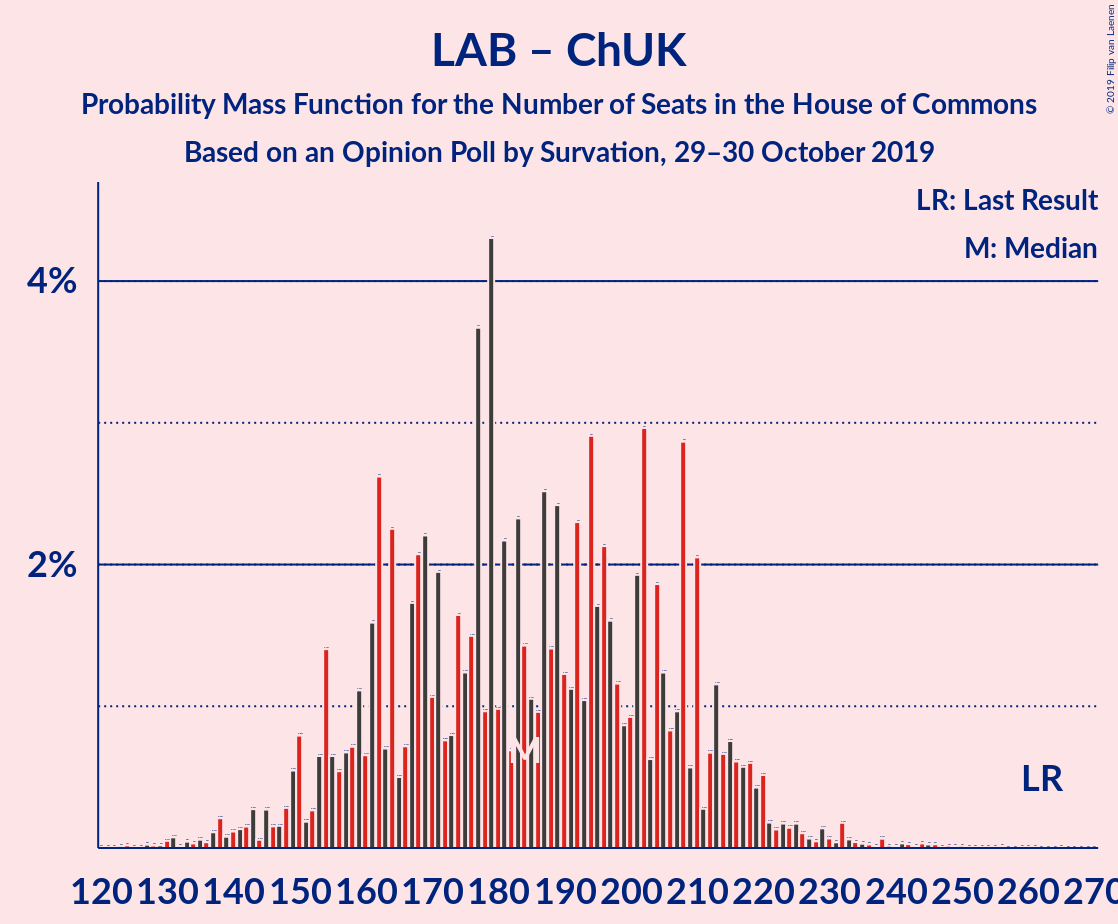 LAB – ChUK
Probability Mass Function for the Number of Seats in the House of Commons
Based on an Opinion Poll by Survation, 29–30 October 2019
© 2019 Filip van Laenen
LR: Last Result
M: Median
4%
2%
M
LR
120 130 140 150 160 170 180 190 200 210 220 230 240 250 260 270